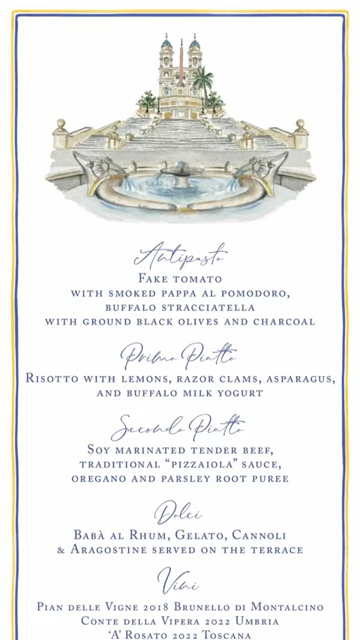 Antipasto
Fake tomato
with smoked pappa al pomodoro,
buffalo stracciatella
with ground black olives and charcoal
Primo Piatto
Risotto with lemons, razor clams, asparagus,
and buffalo milk yogurt
Secondo Piatto
Soy marinated tender beef,
traditional “pizzaiola” sauce,
oregano and parsley root puree
Dolci
Babà al Rhum, Gelato, Cannoli
& Aragostine served on the terrace
Vini
Pian delle Vigne 2018 Brunello di Montalcino
Conte della Vipera 2022 Umbria
‘A’ Rosato 2022 Toscana